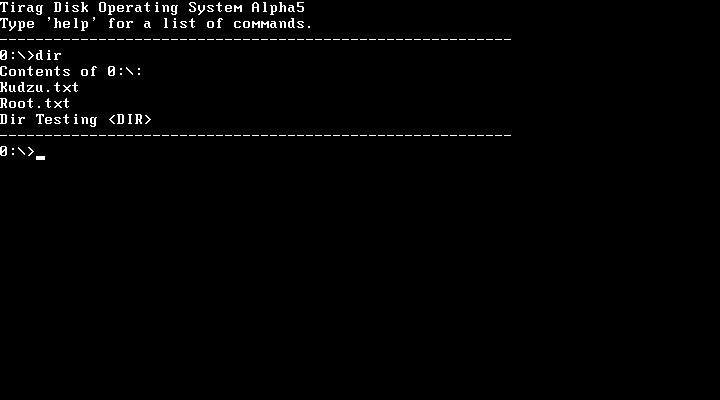 Tirag Disk Operating System Alpha5
Type 'help' for a list of commands.
---------------------------------------------------------
0:\>dir
Contents of 0:\:
Kudzu.txt
Root.txt
Dir Testing <DIR>
---------------------------------------------------------
0:\>_